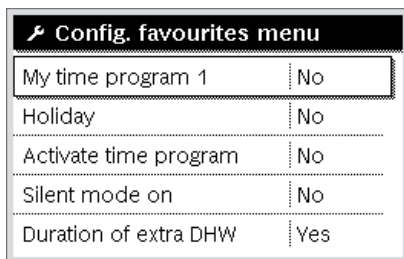 Config. favourites menu
My time program 1 No
Holiday No
Activate time program No
Silent mode on No
Duration of extra DHW Yes